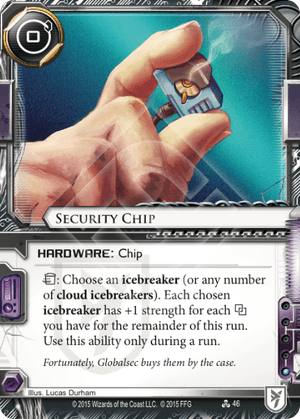 0
SECURITY CHIP
HARDWARE: Chip
: Choose an icebreaker (or any number
of cloud icebreakers). Each chosen
icebreaker has +1 strength for each
you have for the remainder of this run.
Use this ability only during a run.
Fortunately, Globalsec buys them by the case.
Illus. Lucas Durham
© 2015 Wizards of the Coast LLC. © 2015 FFG
46